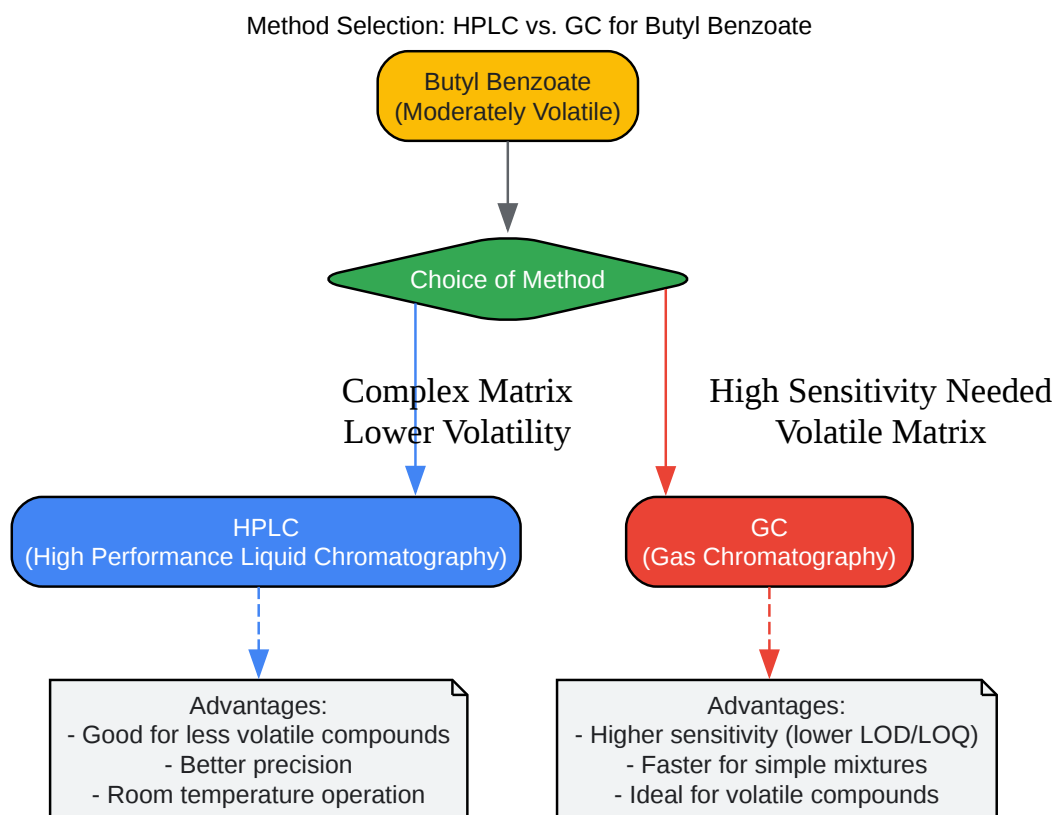 Method Selection: HPLC vs. GC for Butyl Benzoate
Butyl Benzoate
(Moderately Volatile)
Choice of Method
Complex Matrix
Lower Volatility
High Sensitivity Needed
Volatile Matrix
HPLC
(High Performance Liquid Chromatography)
GC
(Gas Chromatography)
Advantages:
- Good for less volatile compounds
- Better precision
- Room temperature operation
Advantages:
- Higher sensitivity (lower LOD/LOQ)
- Faster for simple mixtures
- Ideal for volatile compounds